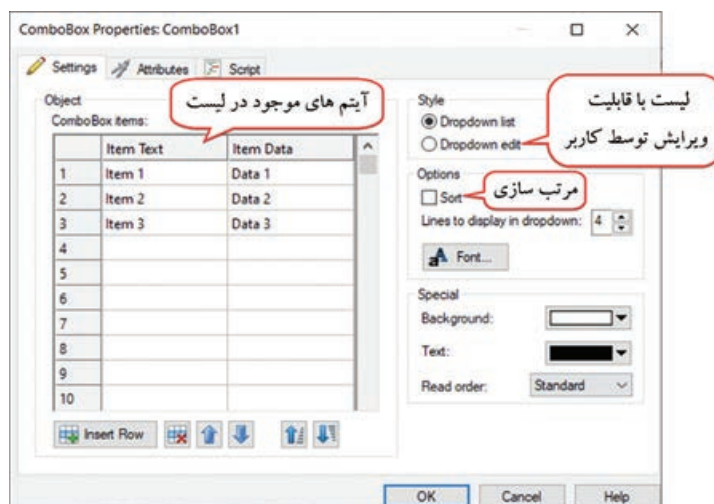 ComboBox Properties: ComboBox1
Settings
Attributes
Script
Object
ComboBox items:
آیتم های موجود در لیست
Item Text
Item Data
1
Item 1
Data 1
2
Item 2
Data 2
3
Item 3
Data 3
4
5
6
7
8
9
10
Insert Row
Style
Dropdown list
Dropdown edit
لیست با قابلیت
ویرایش توسط کاربر
Options
Sort
مرتب سازی
Lines to display in dropdown:
4
Font...
Special
Background:
Text:
Read order:
Standard
OK
Cancel
Help